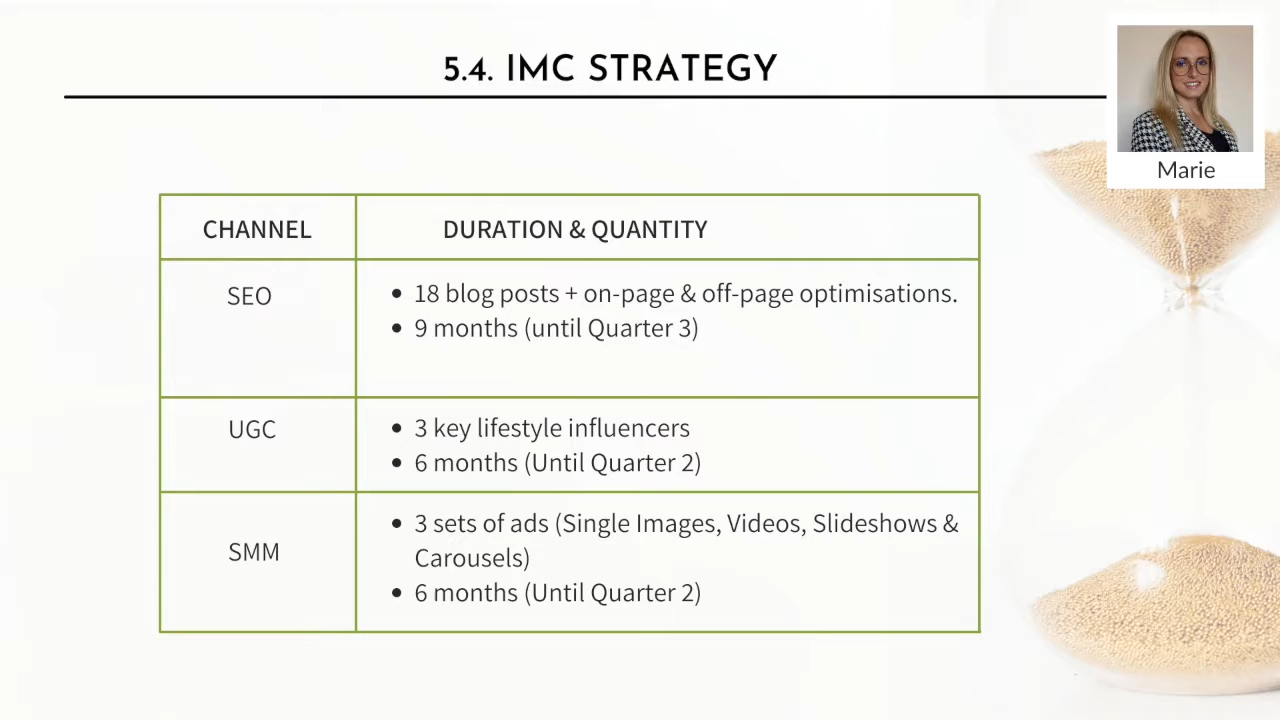 5.4. IMC STRATEGY
Marie
CHANNEL
DURATION & QUANTITY
SEO
• 18 blog posts + on-page & off-page optimisations.
• 9 months (until Quarter 3)
UGC
• 3 key lifestyle influencers
• 6 months (Until Quarter 2)
SMM
• 3 sets of ads (Single Images, Videos, Slideshows &
Carousels)
• 6 months (Until Quarter 2)